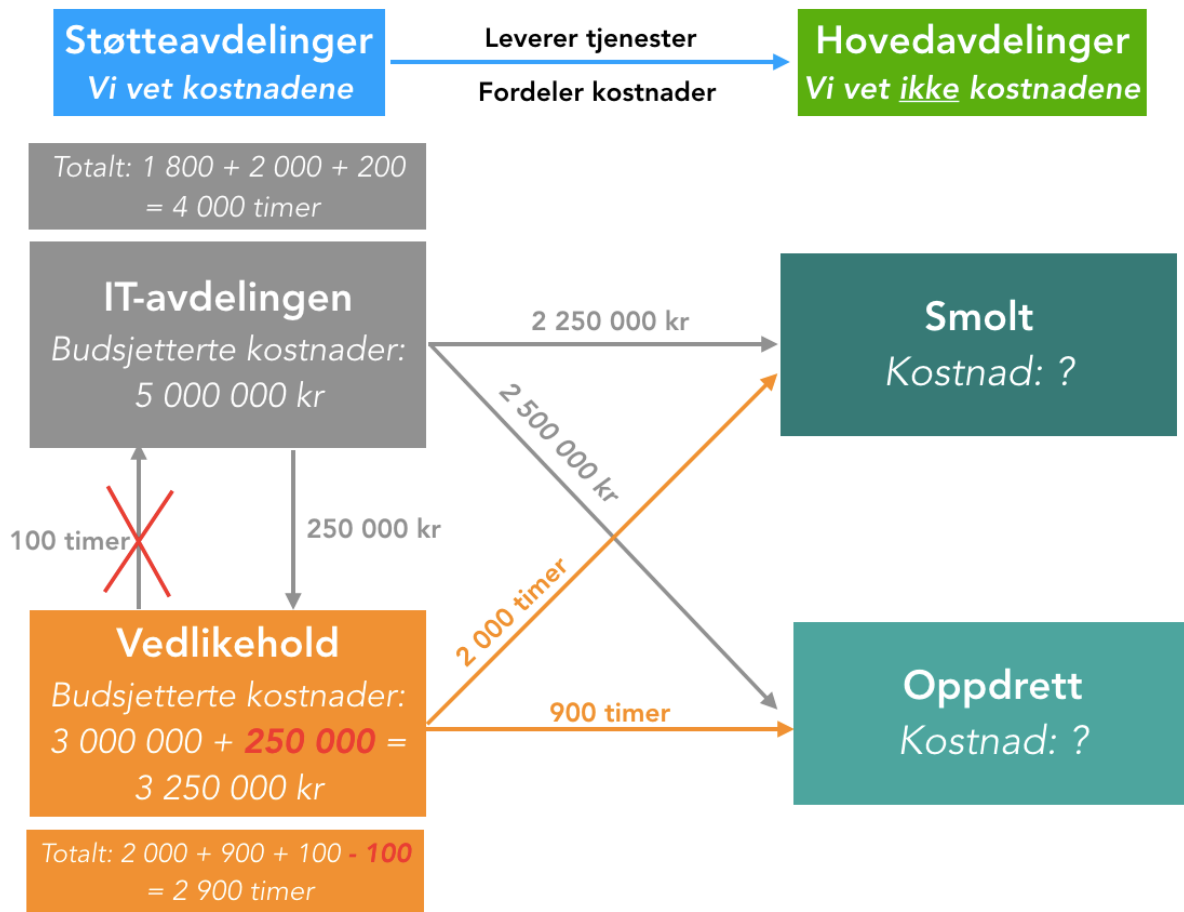 Støtteavdelinger
Vi vet kostnadene
Leverer tjenester
Fordeler kostnader
Hovedavdelinger
Vi vet ikke kostnadene
Totalt: 1 800 + 2 000 + 200
= 4 000 timer
IT-avdelingen
Budsjetterte kostnader:
5 000 000 kr
2 250 000 kr
2 500 000 kr
Smolt
Kostnad: ?
100 timer
250 000 kr
Vedlikehold
Budsjetterte kostnader:
3 000 000 + 250 000 =
3 250 000 kr
2 000 timer
900 timer
Oppdrett
Kostnad: ?
Totalt: 2 000 + 900 + 100 - 100
= 2 900 timer